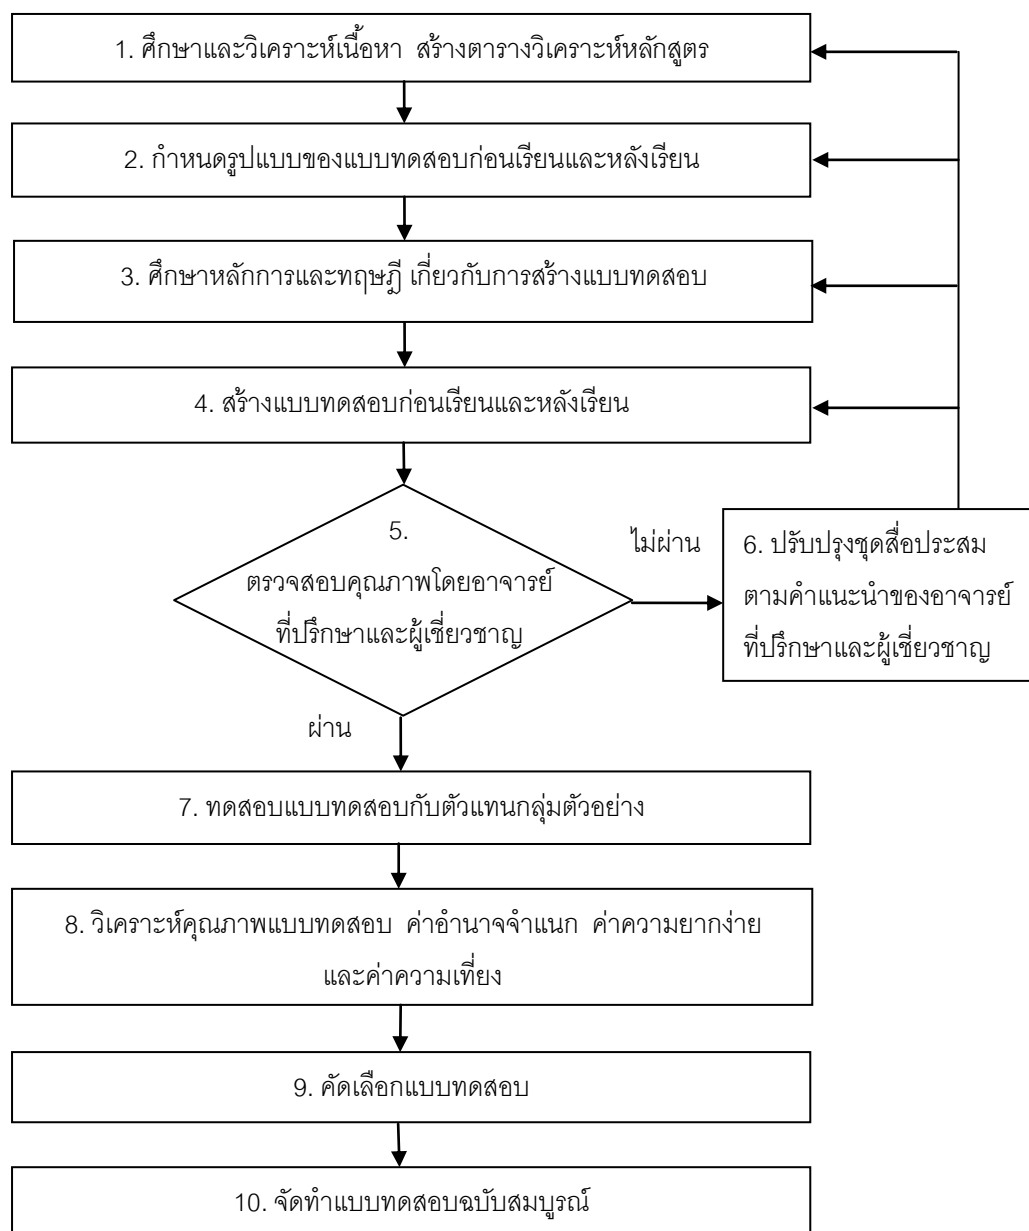 1. ศึกษาและวิเคราะห์เนื้อหา สร้างตารางวิเคราะห์หลักสูตร
2. กำหนดรูปแบบของแบบทดสอบก่อนเรียนและหลังเรียน
3. ศึกษาหลักการและทฤษฎี เกี่ยวกับการสร้างแบบทดสอบ
4. สร้างแบบทดสอบก่อนเรียนและหลังเรียน
5.
ตรวจสอบคุณภาพโดยอาจารย์
ที่ปรึกษาและผู้เชี่ยวชาญ
ไม่ผ่าน
6. ปรับปรุงชุดสื่อประสม
ตามคำแนะนำของอาจารย์
ที่ปรึกษาและผู้เชี่ยวชาญ
ผ่าน
7. ทดสอบแบบทดสอบกับตัวแทนกลุ่มตัวอย่าง
8. วิเคราะห์คุณภาพแบบทดสอบ ค่าอำนาจจำแนก ค่าความยากง่าย
และค่าความเที่ยง
9. คัดเลือกแบบทดสอบ
10. จัดทำแบบทดสอบฉบับสมบูรณ์